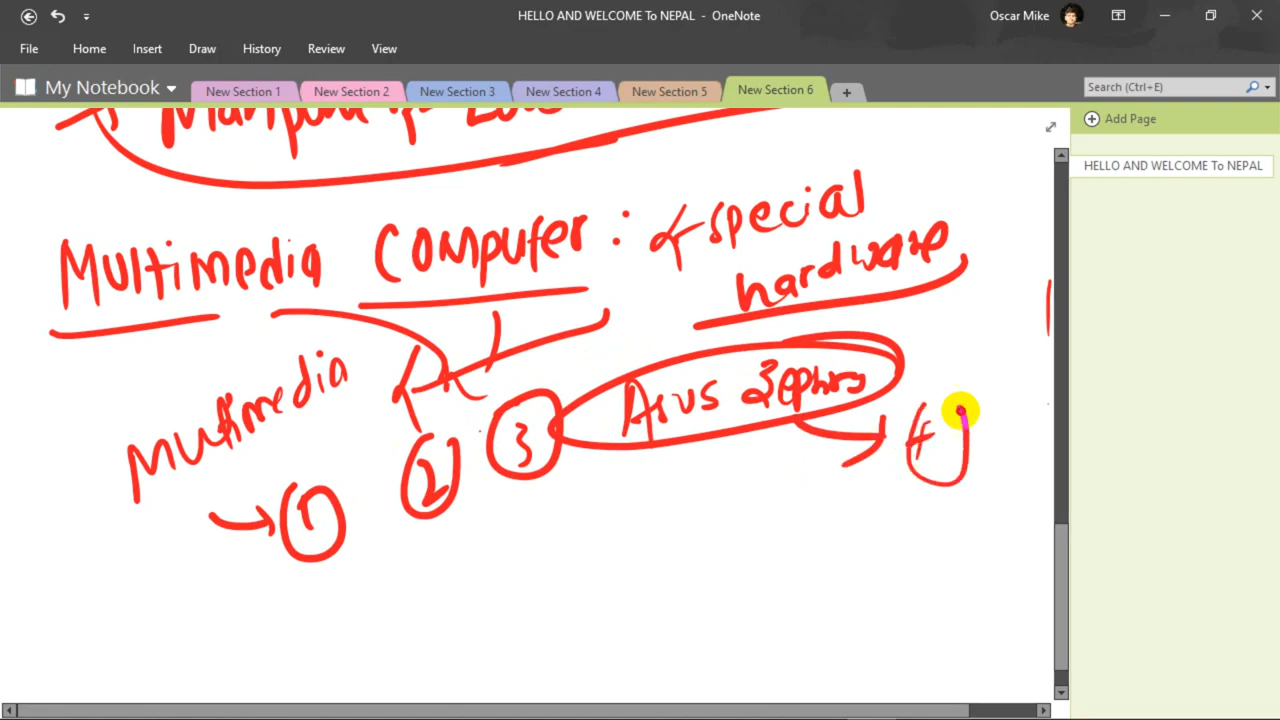 HELLO AND WELCOME To NEPAL - OneNote
Oscar Mike
File Home Insert Draw History Review View
My Notebook
New Section 1 New Section 2 New Section 3 New Section 4 New Section 5 New Section 6
Search (Ctrl+E)
Add Page
HELLO AND WELCOME To NEPAL
Multimedia Computer : special
hardware
Multimedia
Asus
3
2
1